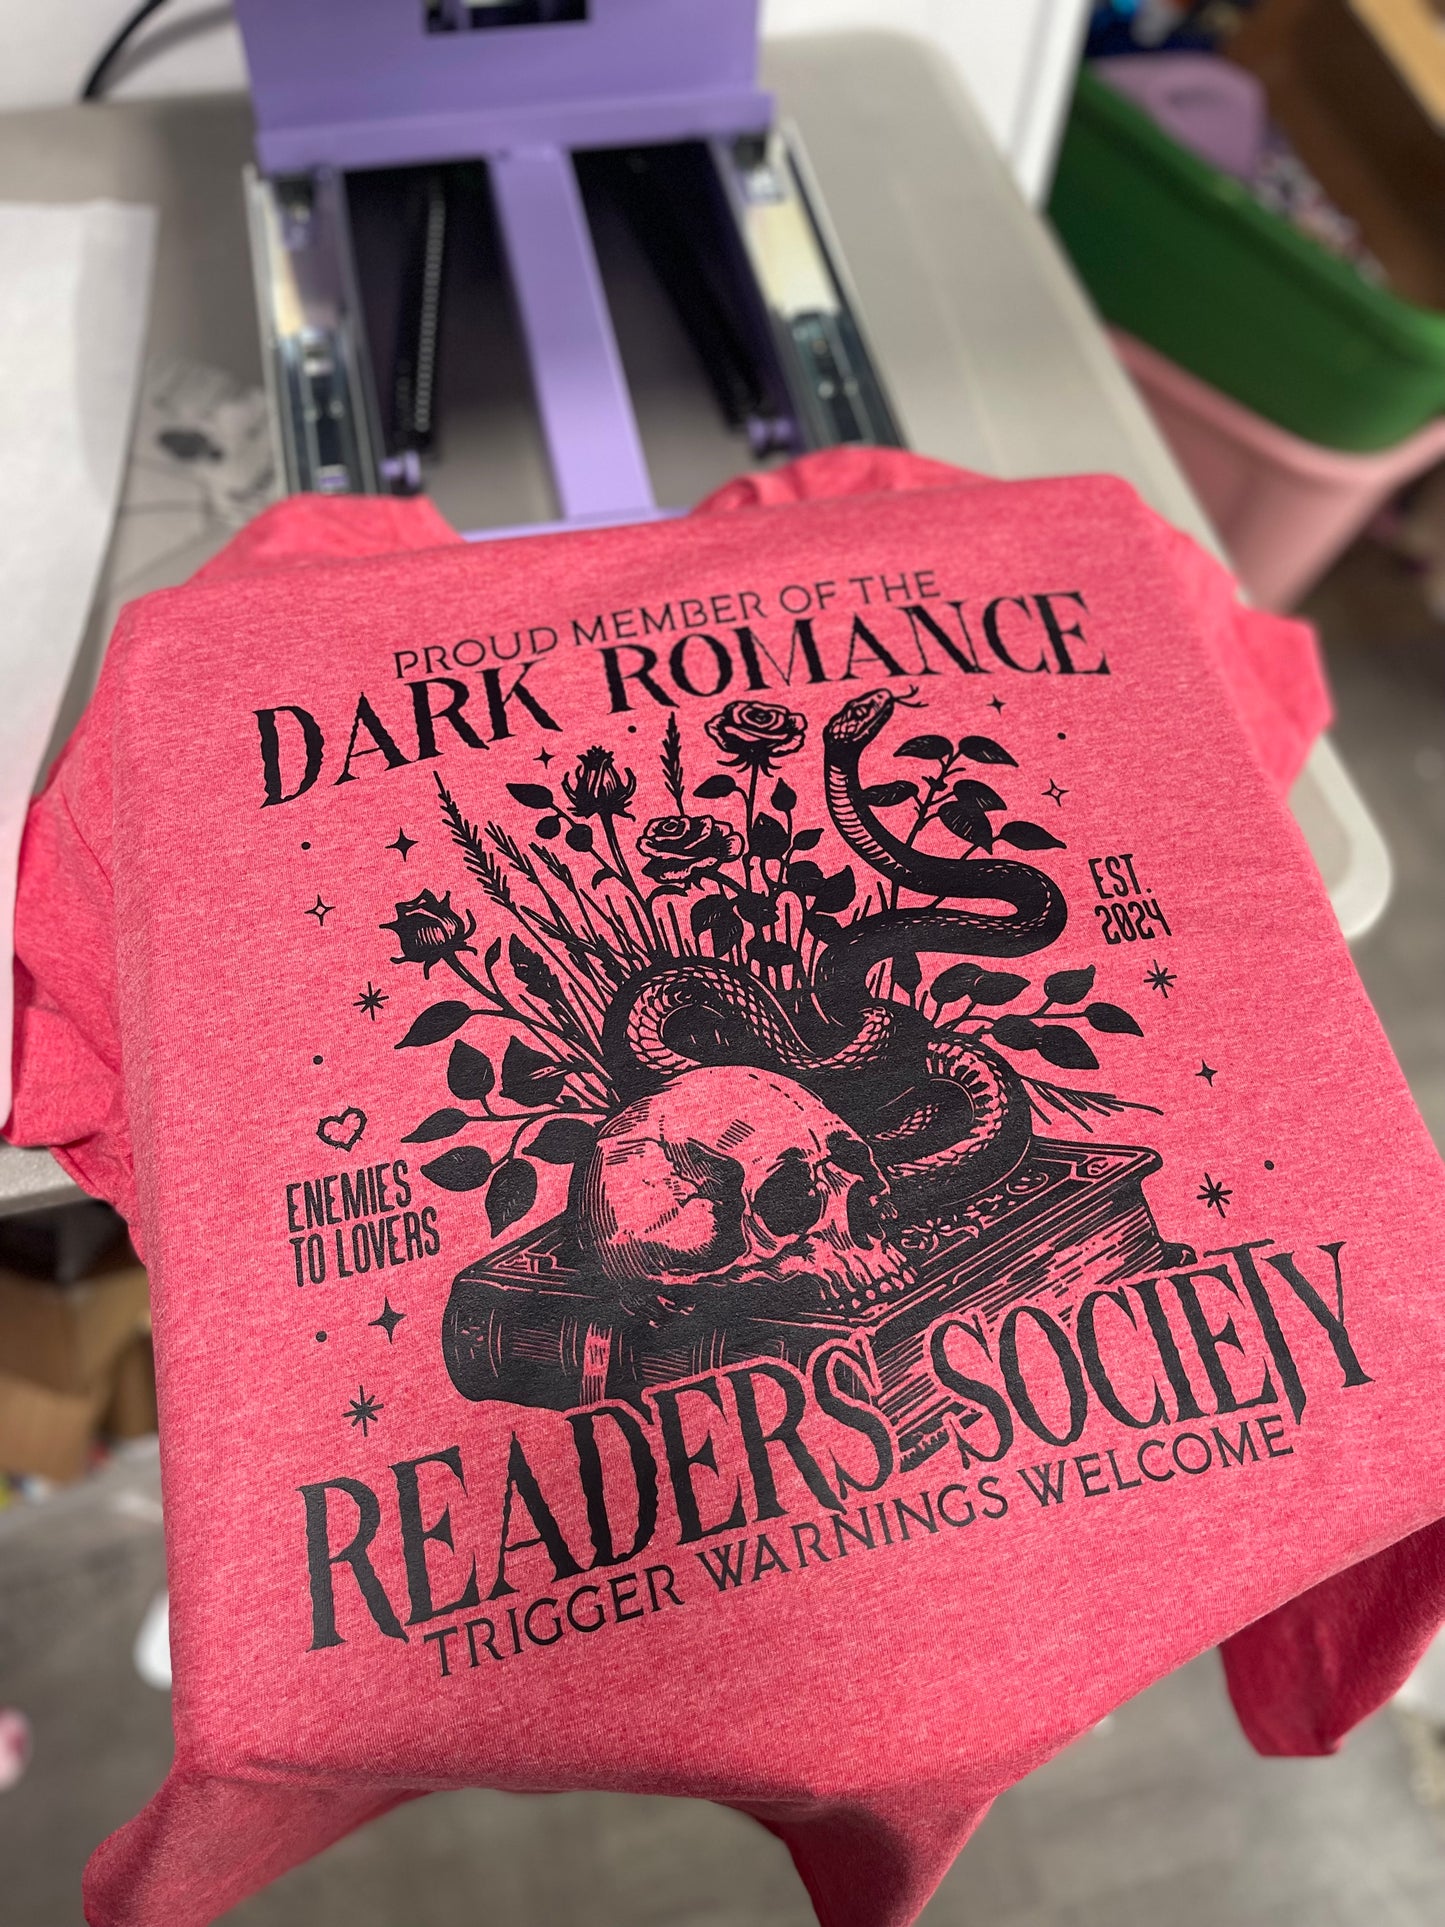 PROUD MEMBER OF THE
DARK ROMANCE
EST.
2024
ENEMIES
TO LOVERS
READERS SOCIETY
TRIGGER WARNINGS WELCOME